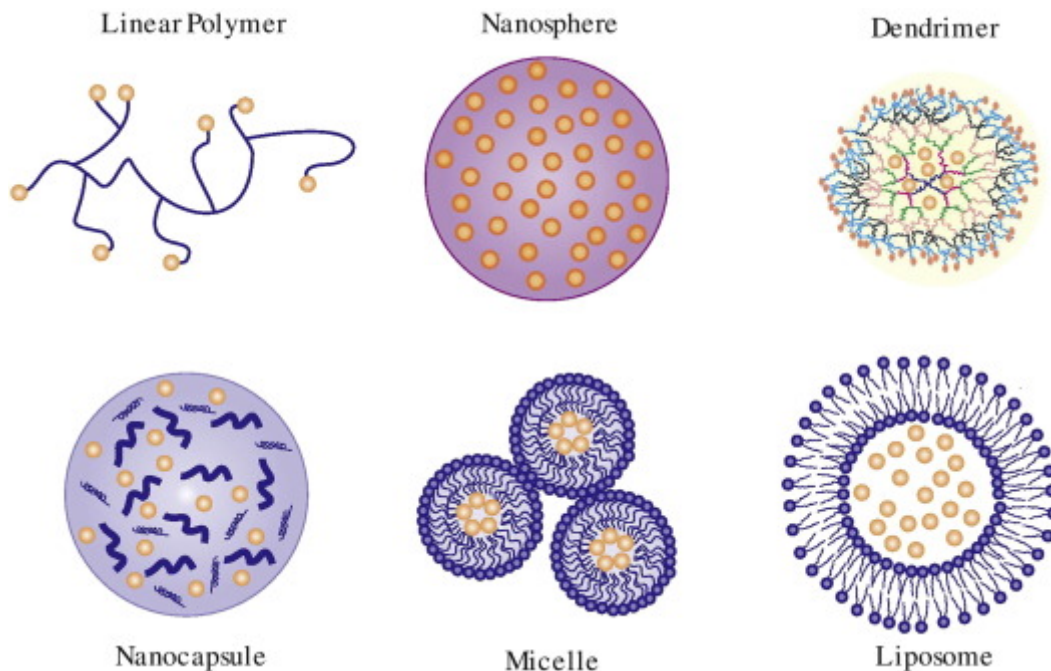 Linear Polymer
Nanosphere
Dendrimer
Nanocapsule
Micelle
Liposome